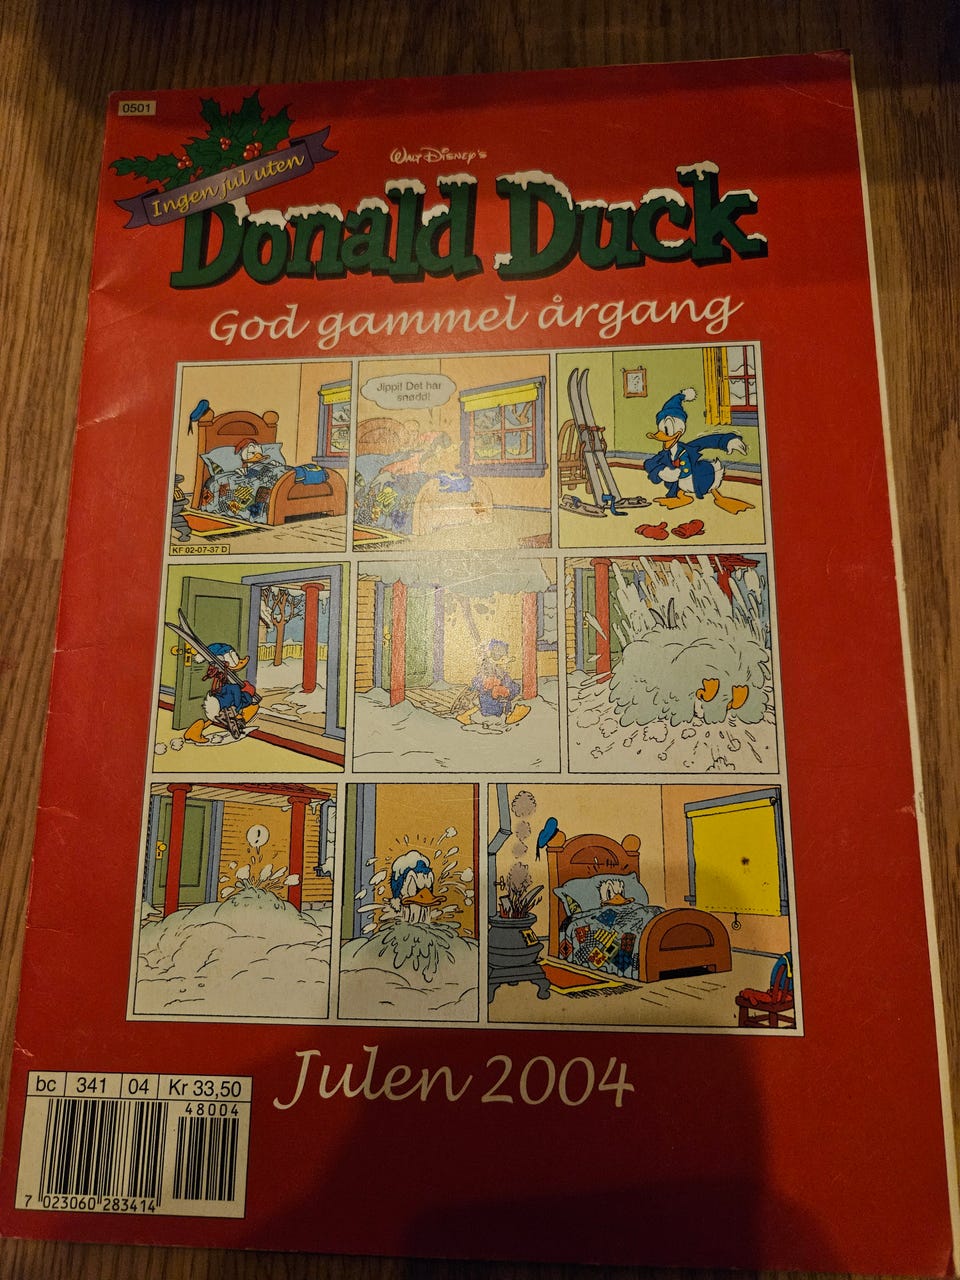 0501
Ingen jul uten
Walt Disney's
Donald Duck
God gammel årgang
Jippi! Det har
snødd!
KF 02-07-37 D
!
Julen 2004
bc 341 04 Kr 33,50
48004
7 023060 283414